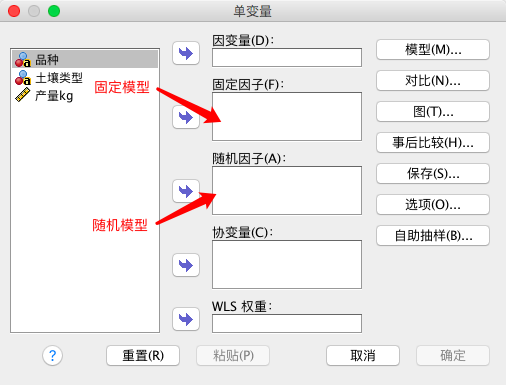 单变量
品种
土壤类型
产量kg
固定模型
随机模型
因变量(D):
固定因子(F):
随机因子(A):
协变量(C):
WLS 权重:
模型(M)...
对比(N)...
图(T)...
事后比较(H)...
保存(S)...
选项(O)...
自助抽样(B)...
?
重置(R)
粘贴(P)
取消
确定